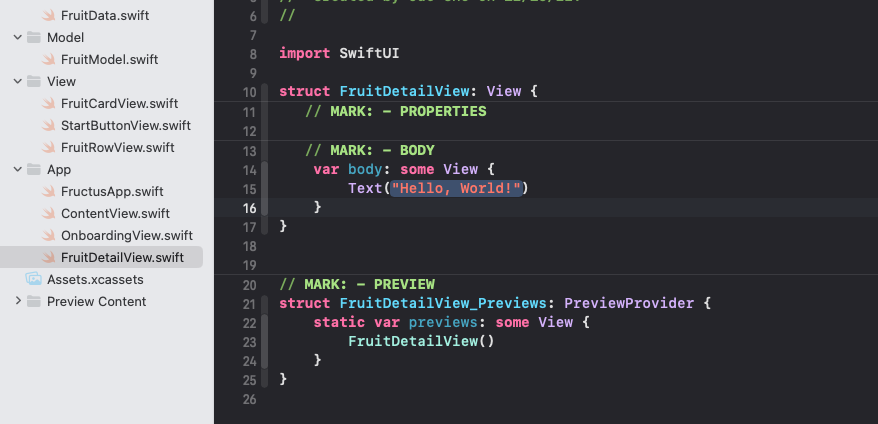 FruitData.swift
Model
FruitModel.swift
View
FruitCardView.swift
StartButtonView.swift
FruitRowView.swift
App
FructusApp.swift
ContentView.swift
OnboardingView.swift
FruitDetailView.swift
Assets.xcassets
Preview Content
6 //
7
8 import SwiftUI
9
10 struct FruitDetailView: View {
11 // MARK: - PROPERTIES
12
13 // MARK: - BODY
14 var body: some View {
15 Text("Hello, World!")
16 }
17 }
18
19
20 // MARK: - PREVIEW
21 struct FruitDetailView_Previews: PreviewProvider {
22 static var previews: some View {
23 FruitDetailView()
24 }
25 }
26